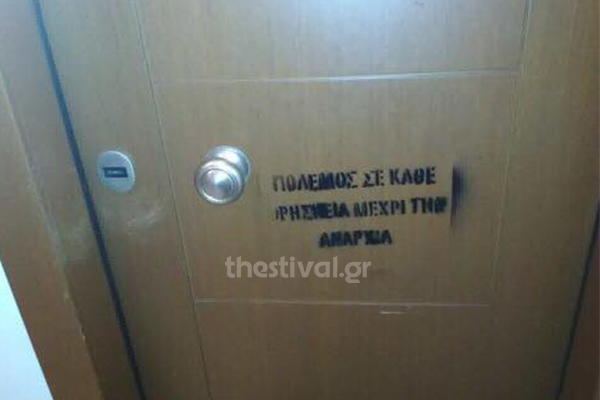 ΠΟΛΕΜΟΣ ΣΕ ΚΑΘΕ
ΘΡΗΣΚΕΙΑ ΜΕΧΡΙ ΤΗΝ
ΑΝΑΡΧΙΑ
thestival.gr